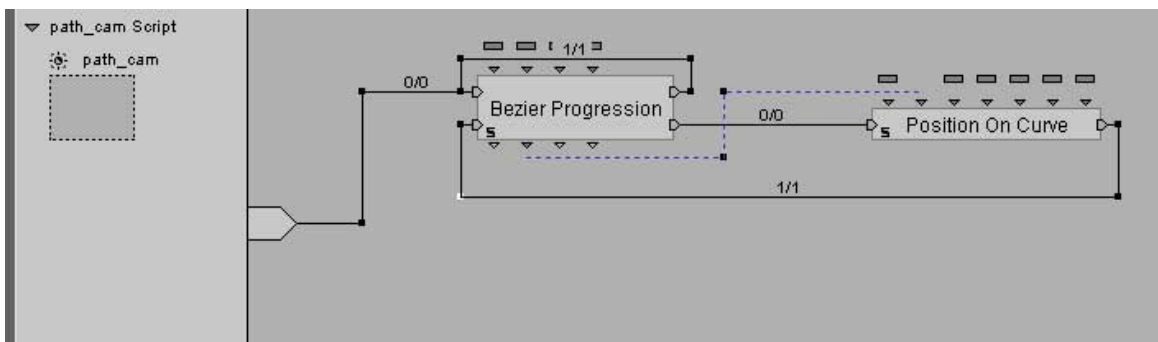 path_cam Script
path_cam
1/1
0/0
Bezier Progression
S
0/0
Position On Curve
S
1/1